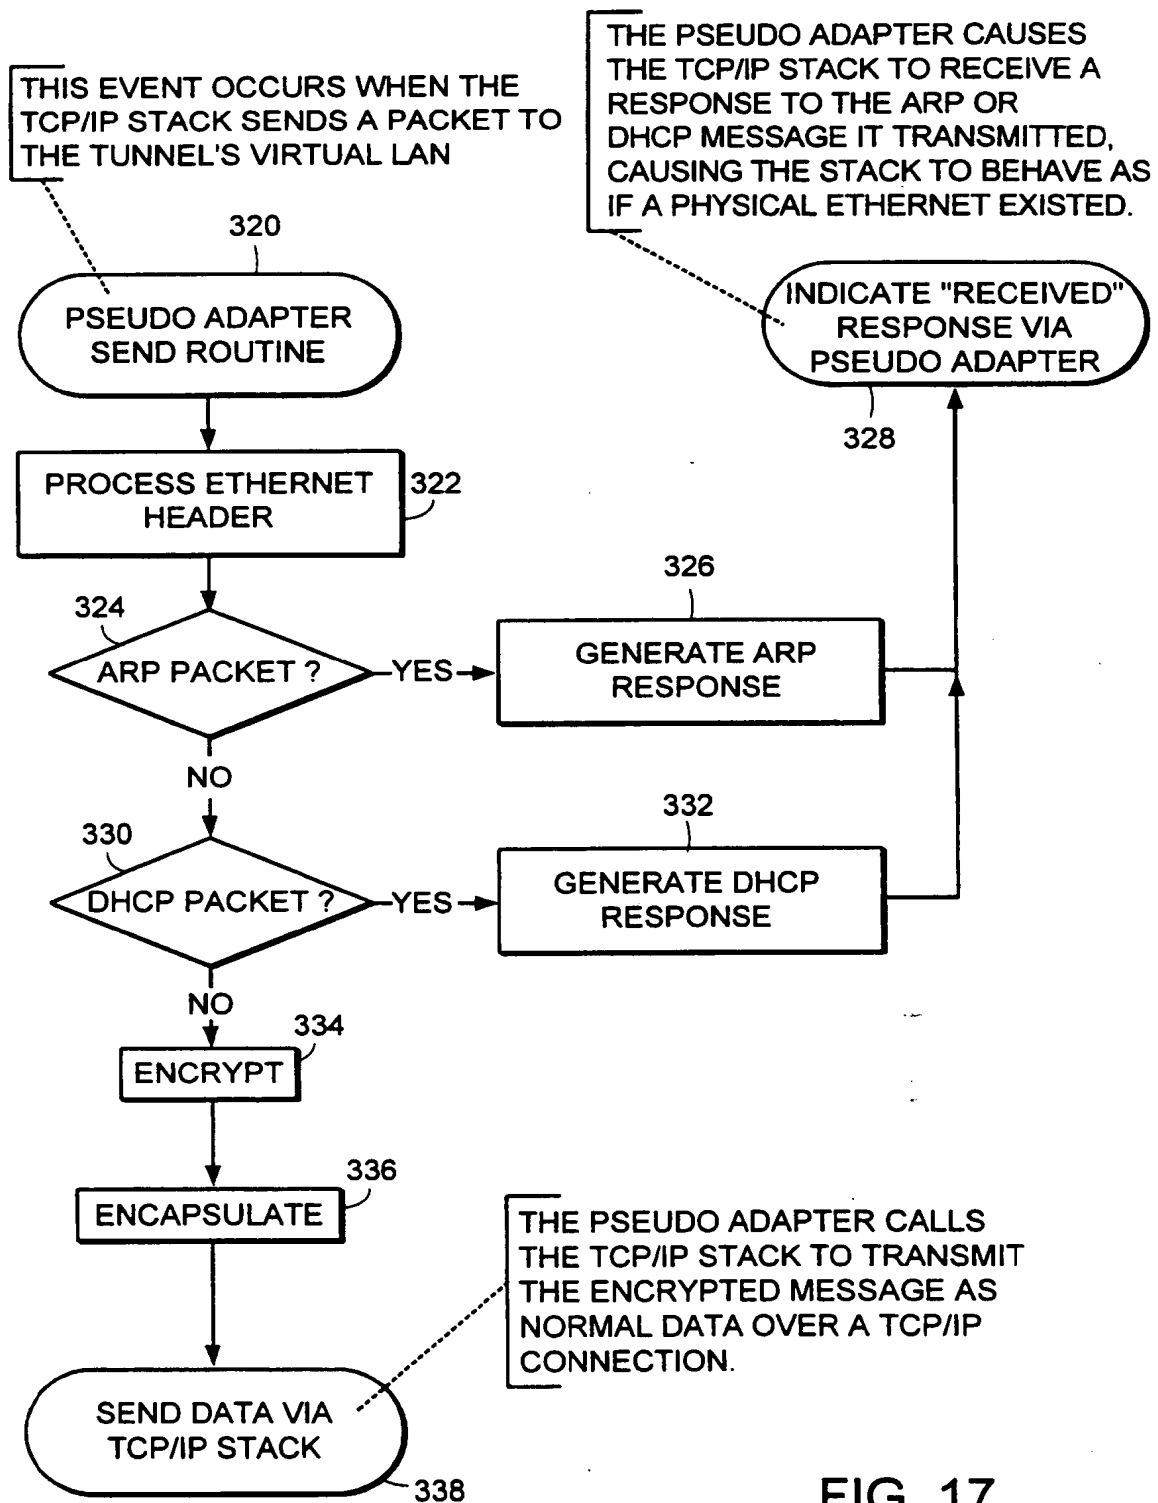 THE PSEUDO ADAPTER CAUSES
THE TCP/IP STACK TO RECEIVE A
RESPONSE TO THE ARP OR
DHCP MESSAGE IT TRANSMITTED,
CAUSING THE STACK TO BEHAVE AS
IF A PHYSICAL ETHERNET EXISTED.
THIS EVENT OCCURS WHEN THE
TCP/IP STACK SENDS A PACKET TO
THE TUNNEL'S VIRTUAL LAN
320
PSEUDO ADAPTER
SEND ROUTINE
INDICATE "RECEIVED"
RESPONSE VIA
PSEUDO ADAPTER
328
PROCESS ETHERNET
HEADER
322
324
ARP PACKET ?
YES
326
GENERATE ARP
RESPONSE
NO
330
DHCP PACKET ?
YES
332
GENERATE DHCP
RESPONSE
NO
334
ENCRYPT
336
ENCAPSULATE
THE PSEUDO ADAPTER CALLS
THE TCP/IP STACK TO TRANSMIT
THE ENCRYPTED MESSAGE AS
NORMAL DATA OVER A TCP/IP
CONNECTION.
SEND DATA VIA
TCP/IP STACK
338
FIG. 17